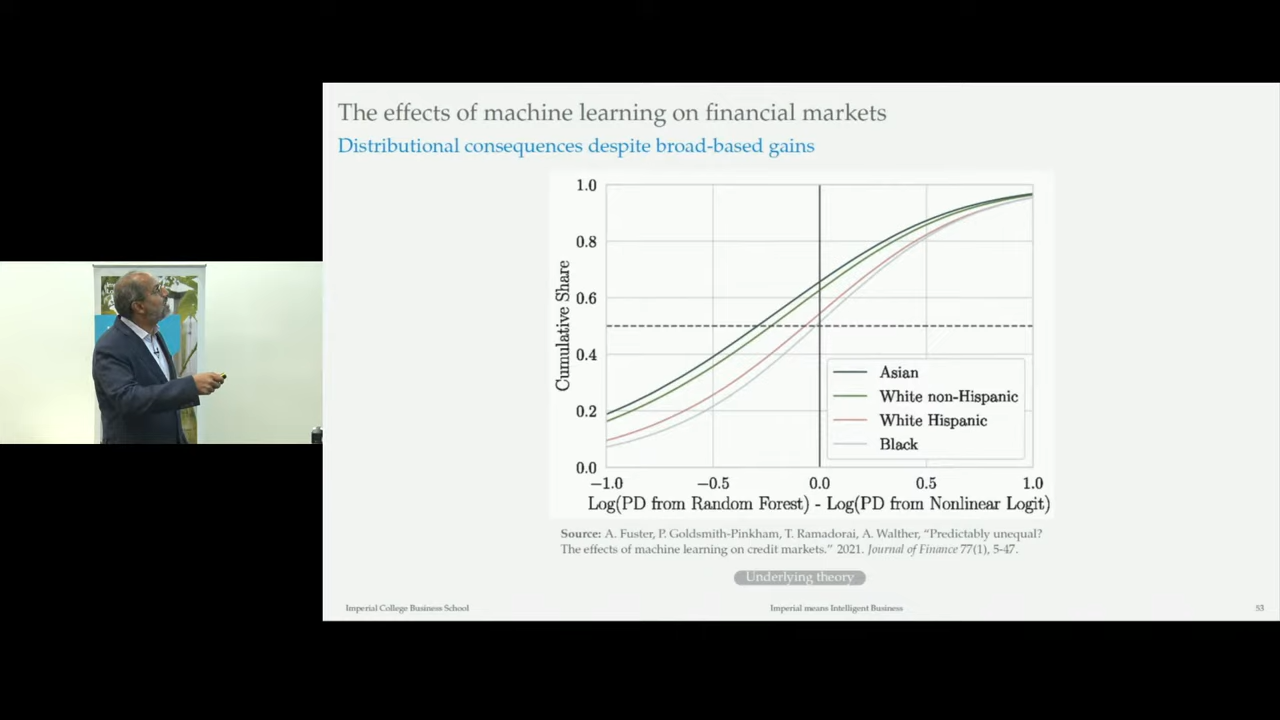 The effects of machine learning on financial markets
Distributional consequences despite broad-based gains
1.0
0.8
0.6
0.4
0.2
0.0
Cumulative Share
Asian
White non-Hispanic
White Hispanic
Black
−1.0
−0.5
0.0
0.5
1.0
Log(PD from Random Forest) - Log(PD from Nonlinear Logit)
Source: A. Fuster, P. Goldsmith-Pinkham, T. Ramadorai, A. Walther, “Predictably unequal?
The effects of machine learning on credit markets.” 2021. Journal of Finance 77(1), 5-47.
Underlying theory
Imperial College Business School
Imperial means Intelligent Business
53